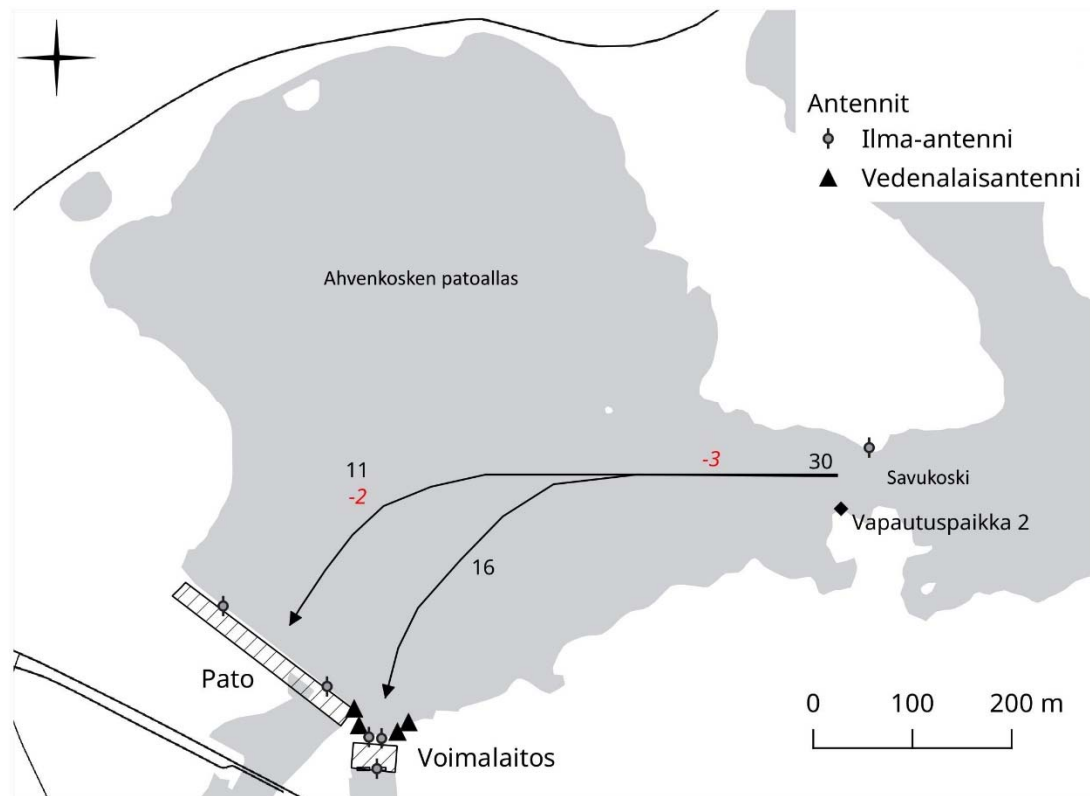 Antennit
Ilma-antenni
Vedenalaisantenni
Ahvenkosken patoallas
11
-2
-3
30
Savukoski
Vapautuspaikka 2
16
Pato
Voimalaitos
0 100 200 m